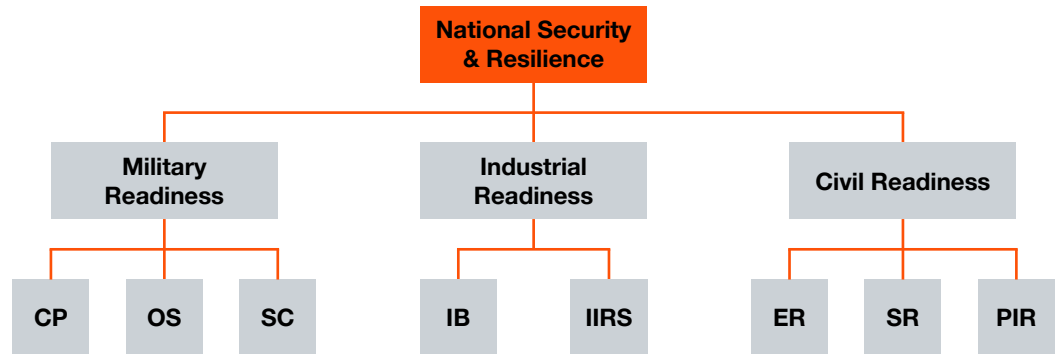 National Security
& Resilience
Military
Readiness
Industrial
Readiness
Civil Readiness
CP
OS
SC
IB
IIRS
ER
SR
PIR